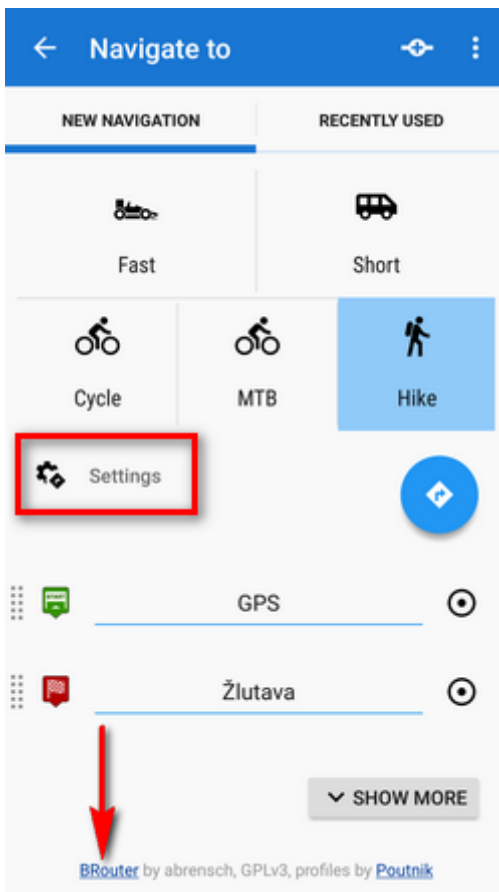 Navigate to
NEW NAVIGATION RECENTLY USED
Fast Short
Cycle MTB Hike
Settings
START
GPS
Žlutava
SHOW MORE
BRouter by abrensch, GPLv3, profiles by Poutnik